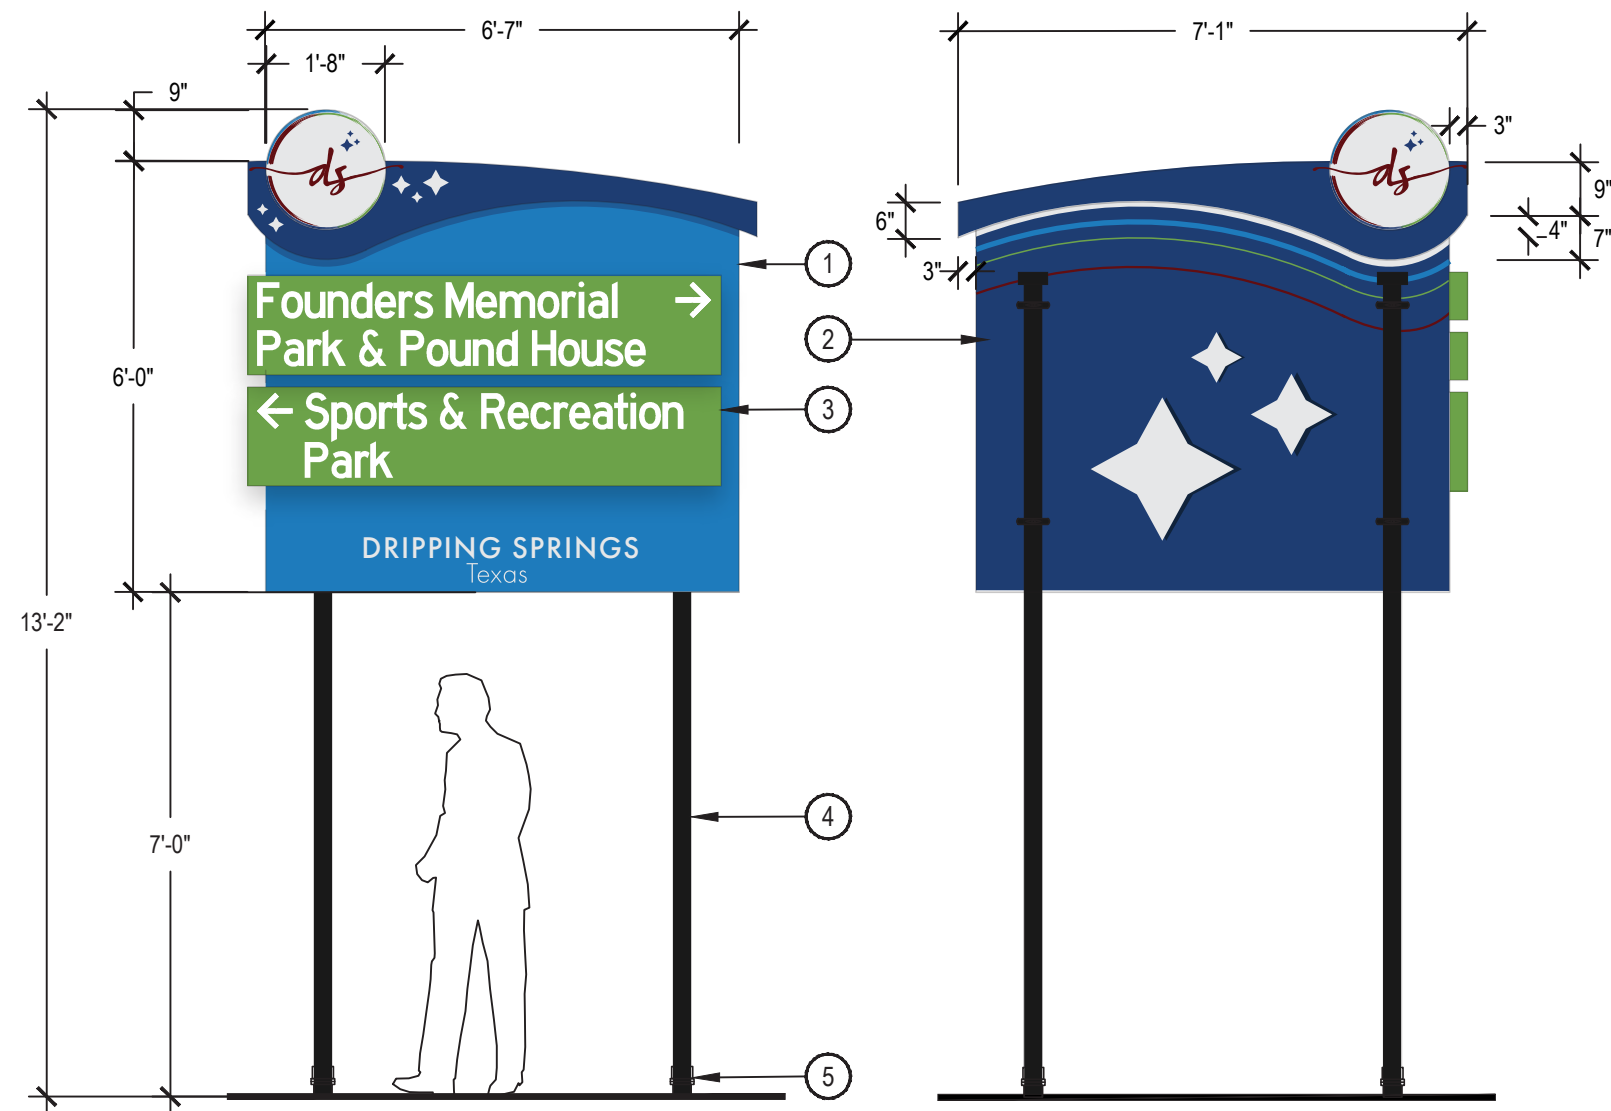 6'-7"
1'-8"
9"
13'-2"
6'-0"
7'-0"
ds
Founders Memorial →
Park & Pound House
← Sports & Recreation
Park
DRIPPING SPRINGS
Texas
1
2
3
4
5
7'-1"
3"
ds
6"
3"
9"
4"
7"